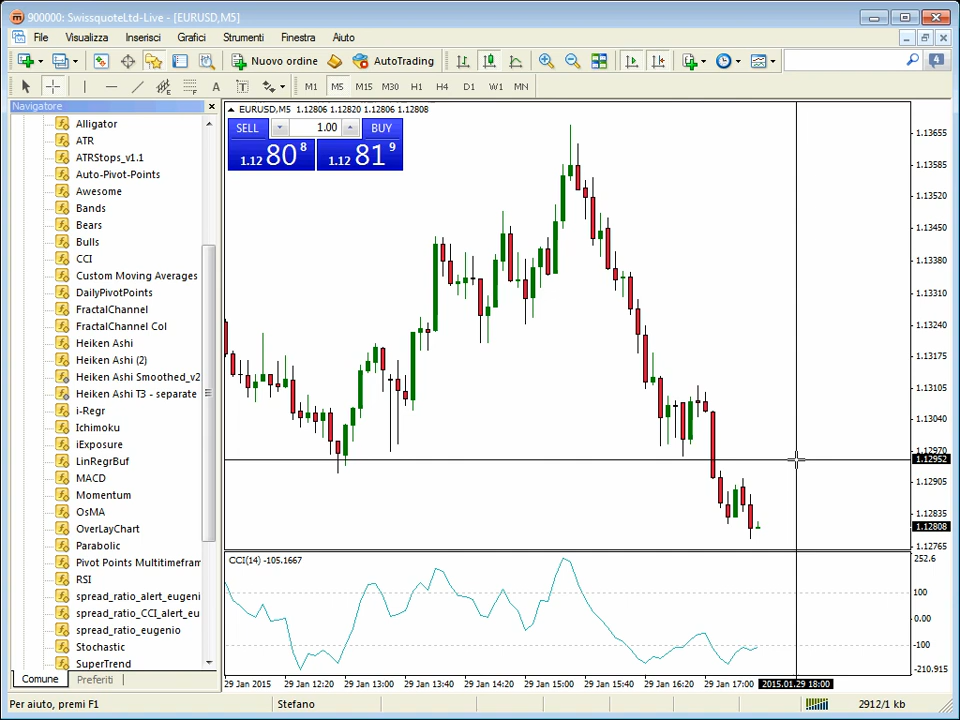 900000: SwissquoteLtd-Live - [EURUSD,M5]
File Visualizza Inserisci Grafici Strumenti Finestra Aiuto
Nuovo ordine AutoTrading 4
A T M1 M5 M15 M30 H1 H4 D1 W1 MN
Navigatore
Alligator
ATR
ATRStops_v1.1
Auto-Pivot-Points
Awesome
Bands
Bears
Bulls
CCI
Custom Moving Averages
DailyPivotPoints
FractalChannel
FractalChannel Col
Heiken Ashi
Heiken Ashi (2)
Heiken Ashi Smoothed_v2
Heiken Ashi T3 - separate
i-Regr
Ichimoku
iExposure
LinRegrBuf
MACD
Momentum
OsMA
OverLayChart
Parabolic
Pivot Points Multitimefram
RSI
spread_ratio_alert_eugeni
spread_ratio_CCI_alert_eu
spread_ratio_eugenio
Stochastic
SuperTrend
Comune Preferiti
EURUSD,M5 1.12806 1.12820 1.12806 1.12808
SELL 1.00 BUY
1.12 80 8 1.12 81 9
1.13655
1.13585
1.13520
1.13450
1.13380
1.13310
1.13240
1.13175
1.13105
1.13040
1.12970
1.12952
1.12905
1.12835
1.12808
1.12765
CCI(14) -105.1667
252.6
100
0.00
-100
-210.915
29 Jan 2015 29 Jan 12:20 29 Jan 13:00 29 Jan 13:40 29 Jan 14:20 29 Jan 15:00 29 Jan 15:40 29 Jan 16:20 29 Jan 17:00 2015.01.29 18:00
Per aiuto, premi F1 Stefano 2912/1 kb